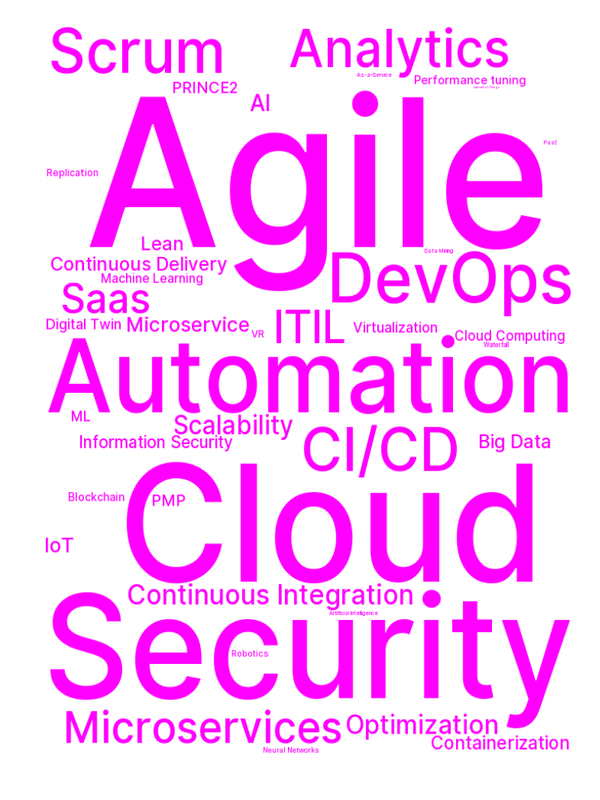 Scrum
Analytics
As-a-Service
Performance tuning
PRINCE2
AI
Agile
PaaS
Replication
Lean
Data Mining
Continuous Delivery
DevOps
Machine Learning
Saas
Digital Twin
Microservice
VR
ITIL
Virtualization
Cloud Computing
Waterfall
Automation
ML
Scalability
CI/CD
Information Security
Big Data
Cloud
Blockchain
PMP
IoT
Continuous Integration
Security
Artificial Intelligence
Robotics
Microservices
Optimization
Containerization
Neural Networks